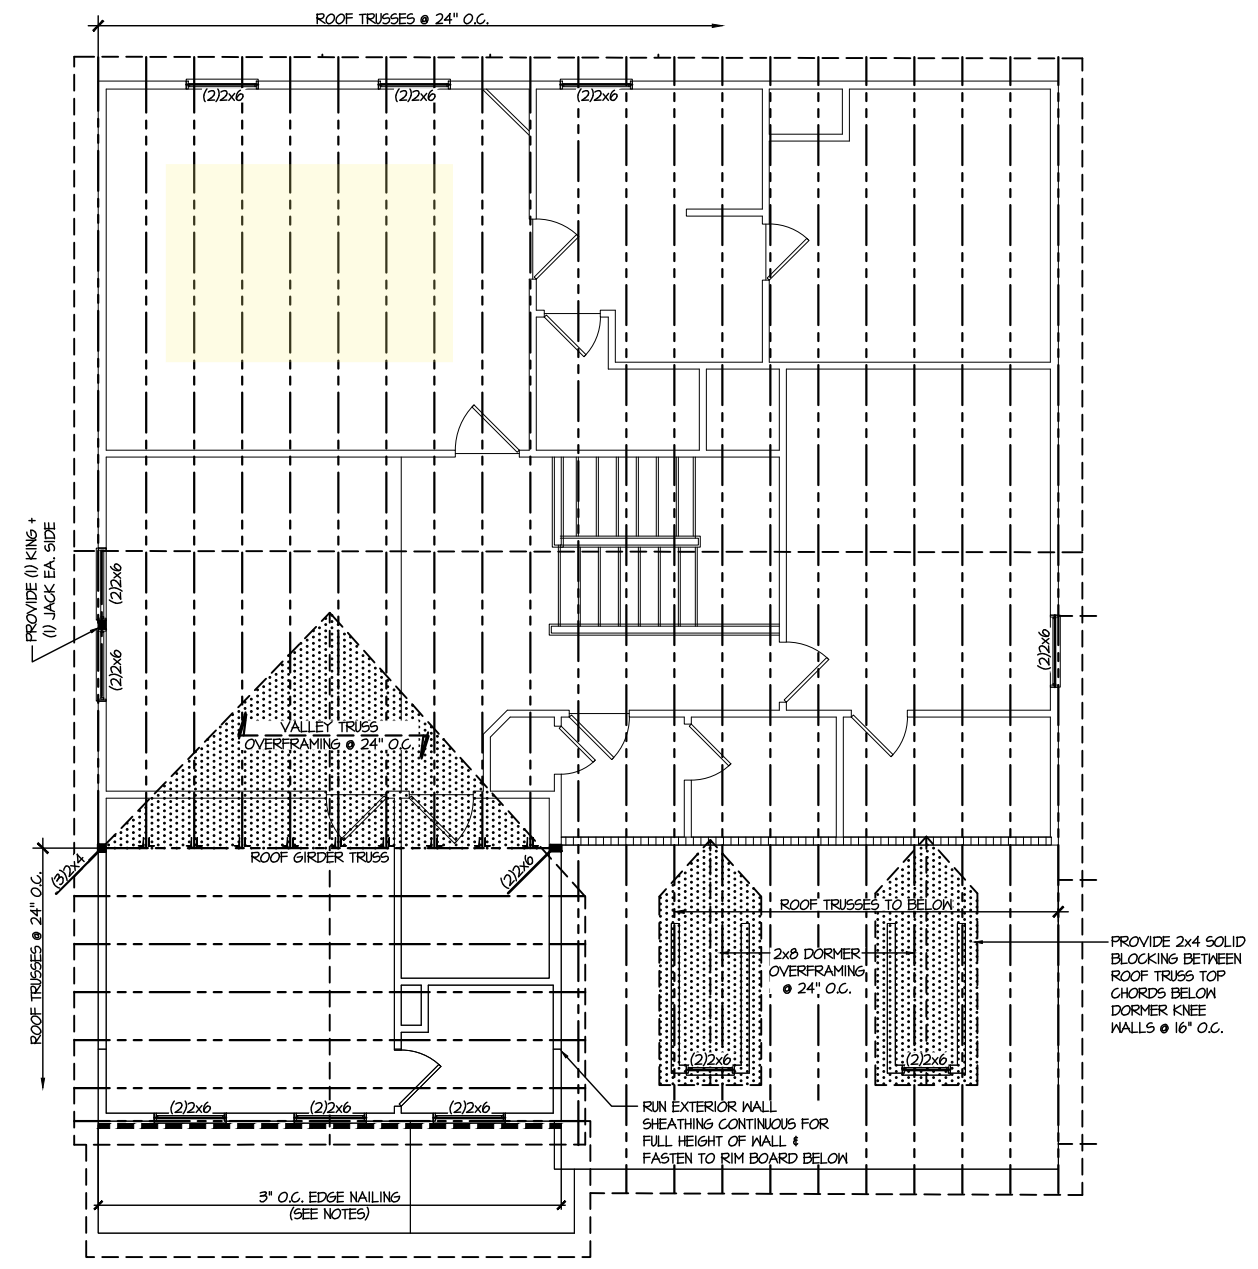 ROOF TRUSSES @ 24" O.C.
(2)2x6
(2)2x6
(2)2x6
PROVIDE (1) KING +
(1) JACK EA. SIDE
(2)2x6
(2)2x6
(2)2x6
VALLEY TRUSS
OVERFRAMING @ 24" O.C.
ROOF GIRDER TRUSS
(3)2x4
(2)2x6
ROOF TRUSSES @ 24" O.C.
ROOF TRUSSES TO BELOW
2x8 DORMER
OVERFRAMING
@ 24" O.C.
PROVIDE 2x4 SOLID
BLOCKING BETWEEN
ROOF TRUSS TOP
CHORDS BELOW
DORMER KNEE
WALLS @ 16" O.C.
(2)2x6
(2)2x6
(2)2x6
(2)2x6
(2)2x6
RUN EXTERIOR WALL
SHEATHING CONTINUOUS FOR
FULL HEIGHT OF WALL &
FASTEN TO RIM BOARD BELOW
3" O.C. EDGE NAILING
(SEE NOTES)